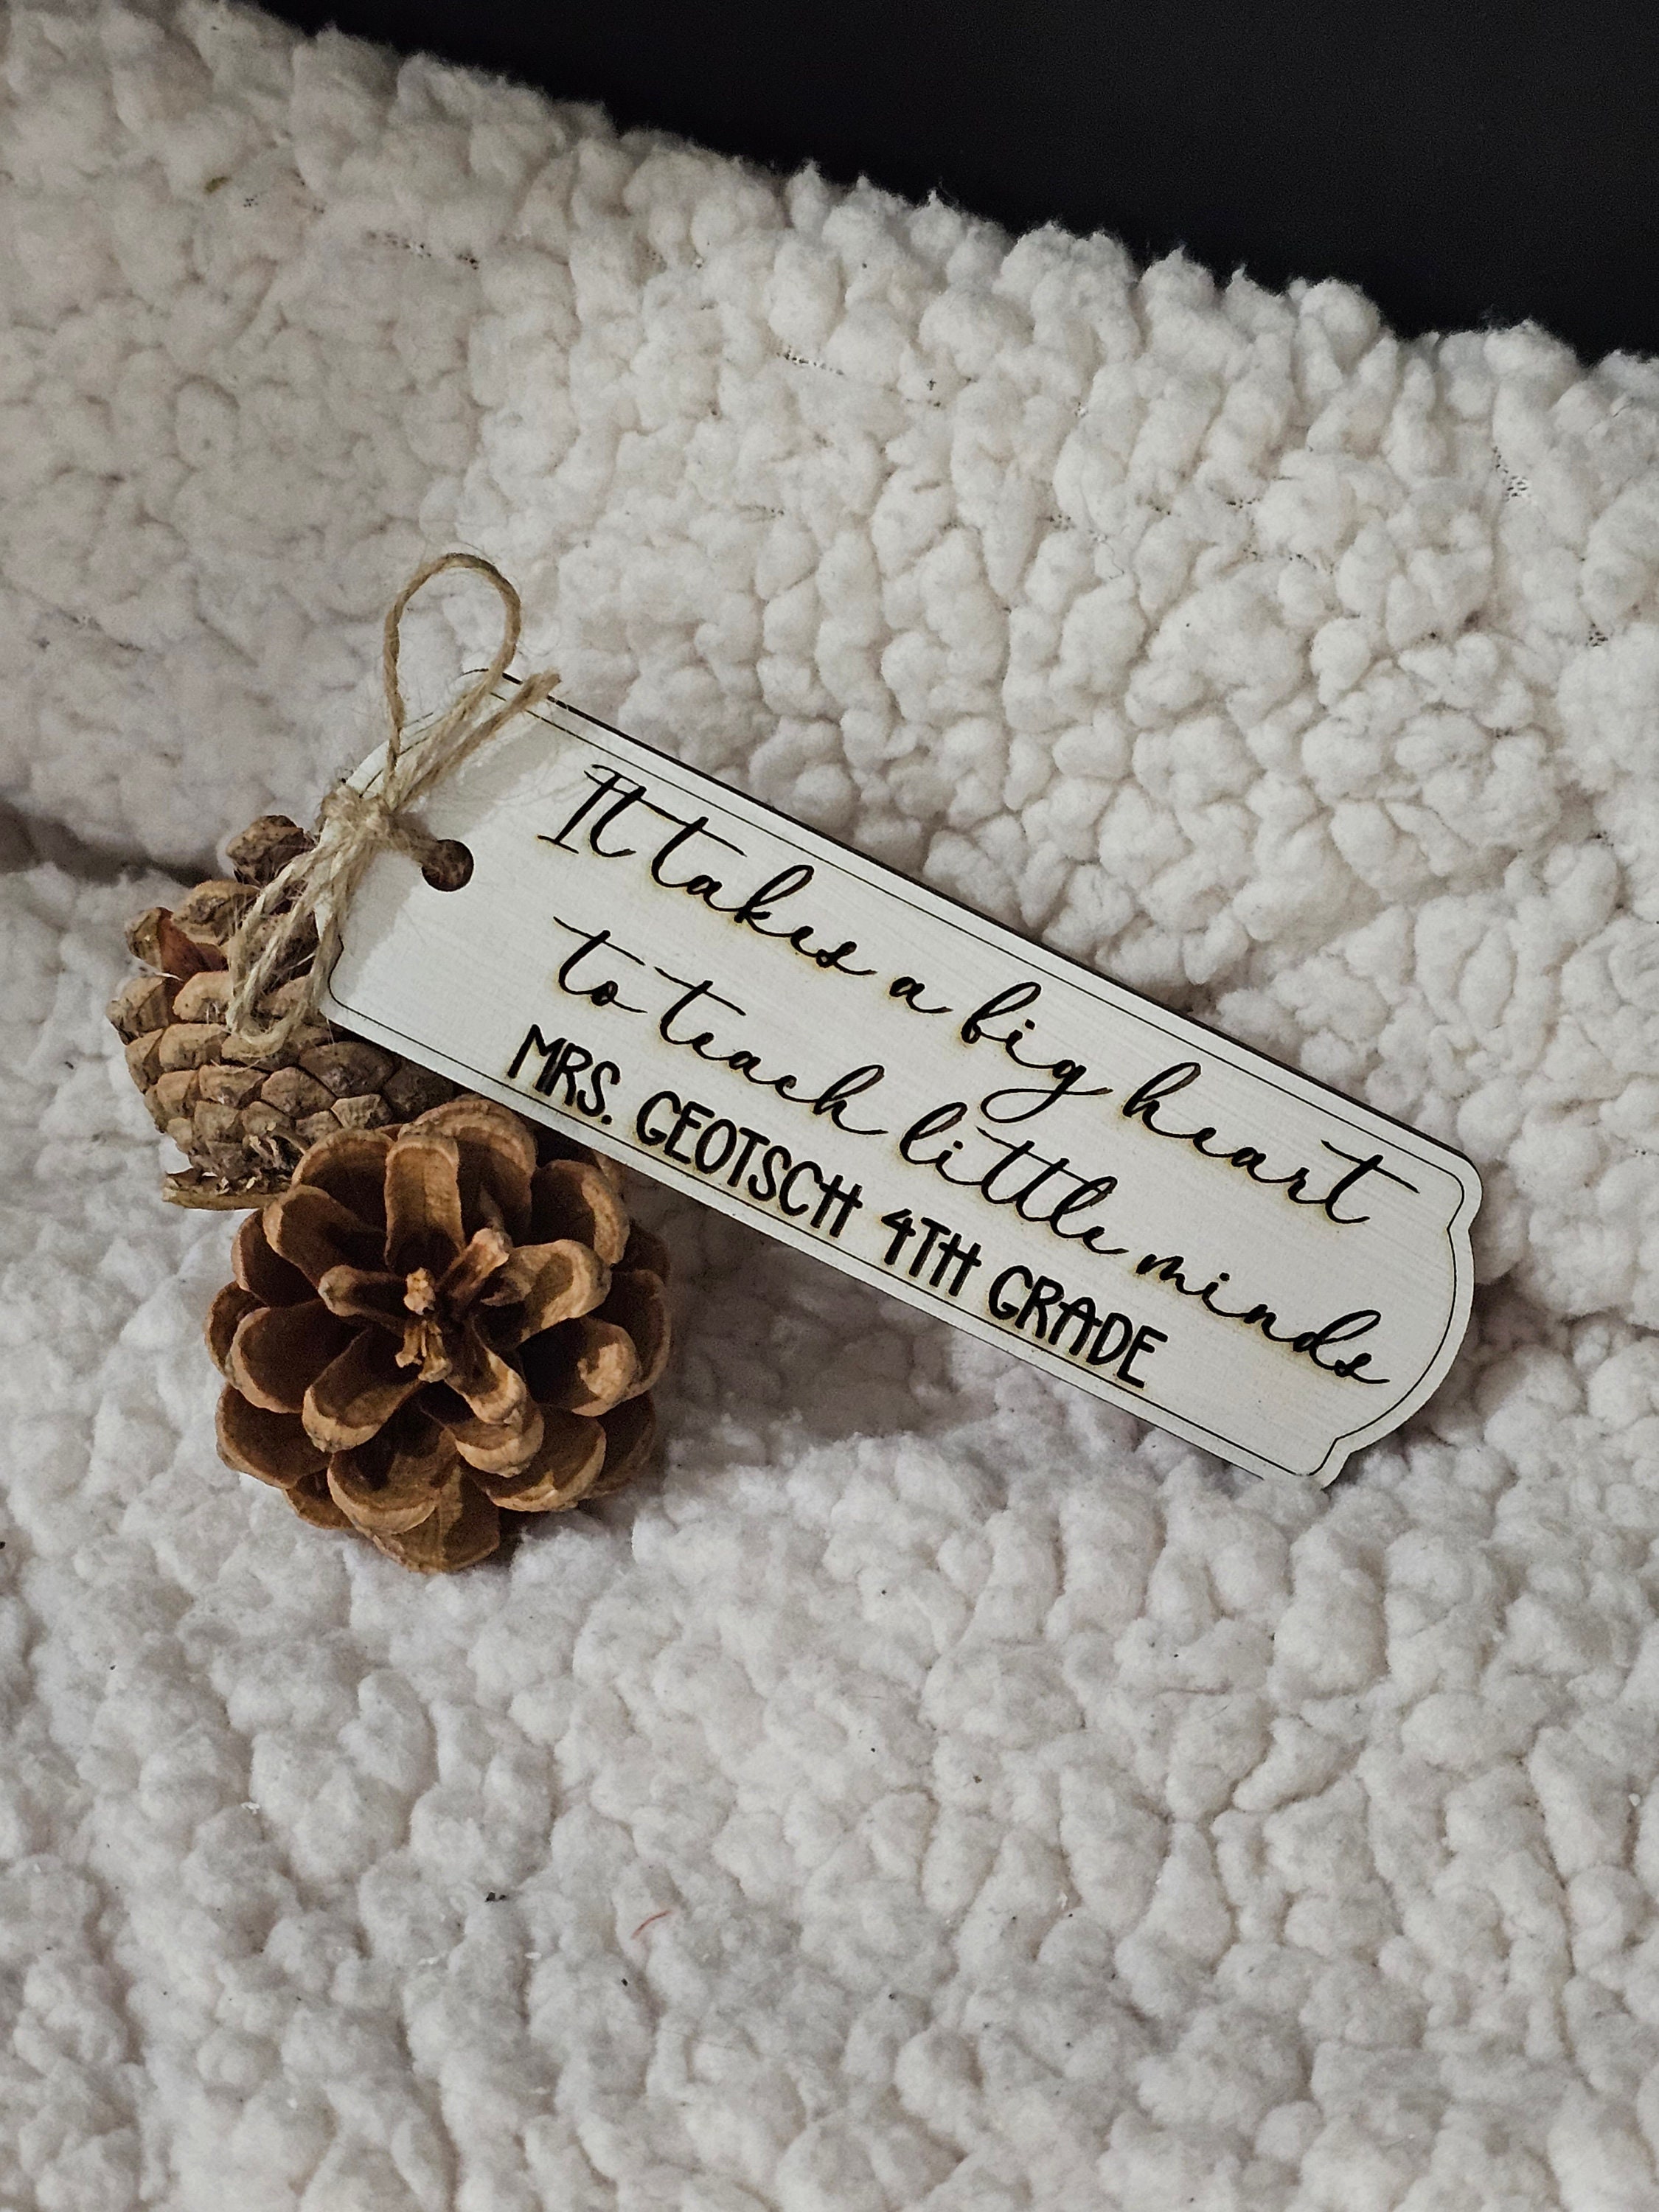 It takes a big heart
to teach little minds
MRS. GEOTSCH 4TH GRADE